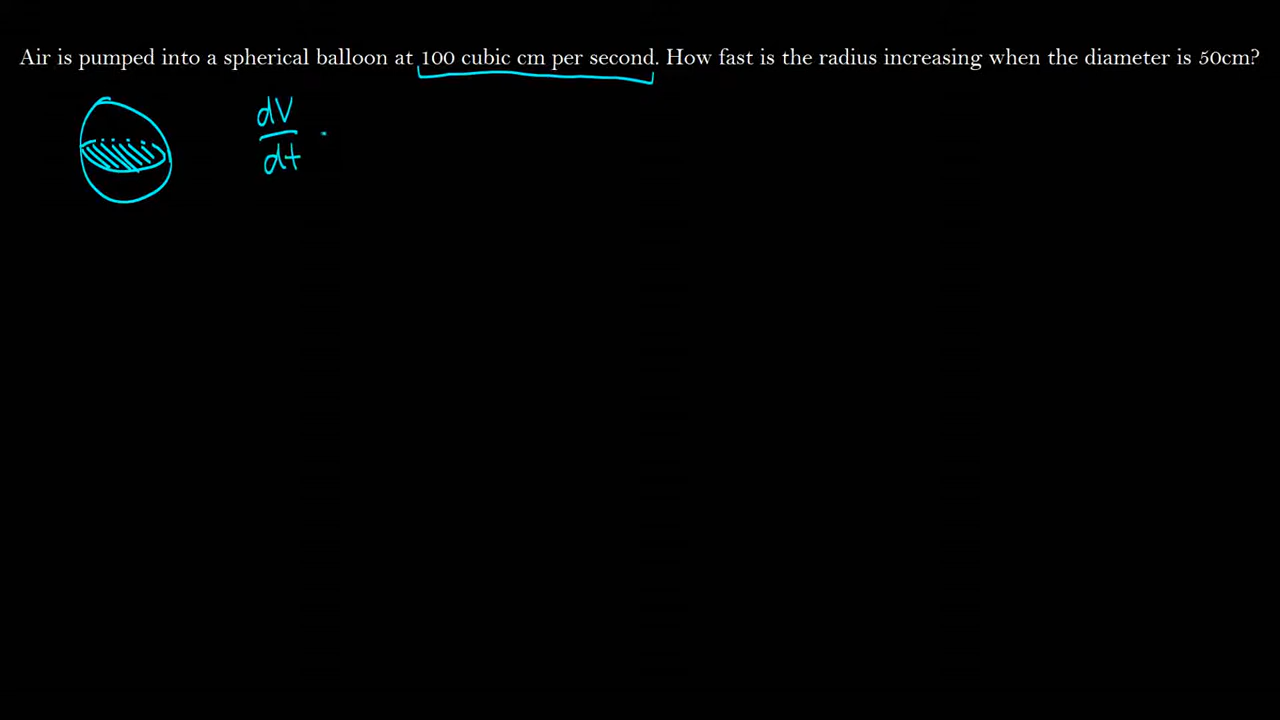 Air is pumped into a spherical balloon at 100 cubic cm per second. How fast is the radius increasing when the diameter is 50cm?
dV
dt